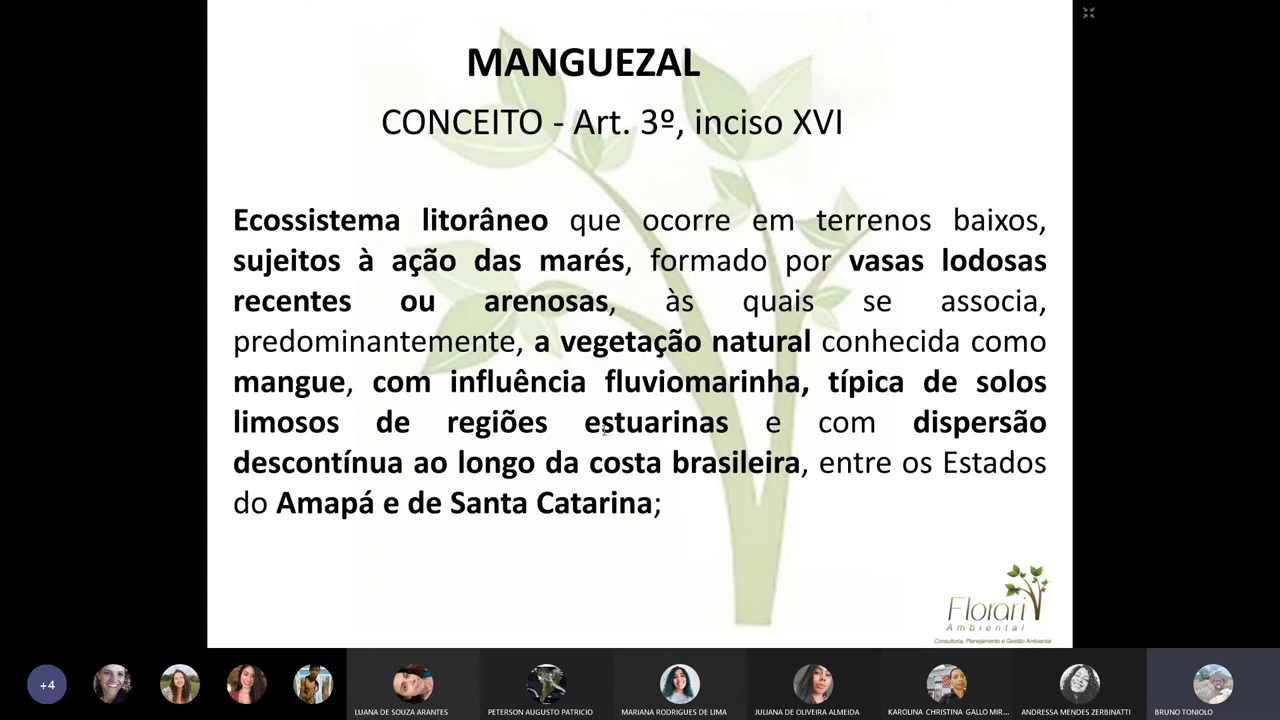 MANGUEZAL
CONCEITO - Art. 3º, inciso XVI
Ecossistema litorâneo que ocorre em terrenos baixos,
sujeitos à ação das marés, formado por vasas lodosas
recentes ou arenosas, às quais se associa,
predominantemente, a vegetação natural conhecida como
mangue, com influência fluviomarinha, típica de solos
limosos de regiões estuarinas e com dispersão
descontínua ao longo da costa brasileira, entre os Estados
do Amapá e de Santa Catarina;
Florari
Ambiental
Consultoria, Planejamento e Gestão Ambiental
+4
LUANA DE SOUZA ARANTES
PETERSON AUGUSTO PATRICIO
MARIANA RODRIGUES DE LIMA
JULIANA DE OLIVEIRA ALMEIDA
KAROLINA CHRISTINA GALLO MIR...
ANDRESSA MENDES ZERBINATTI
BRUNO TONIOLO